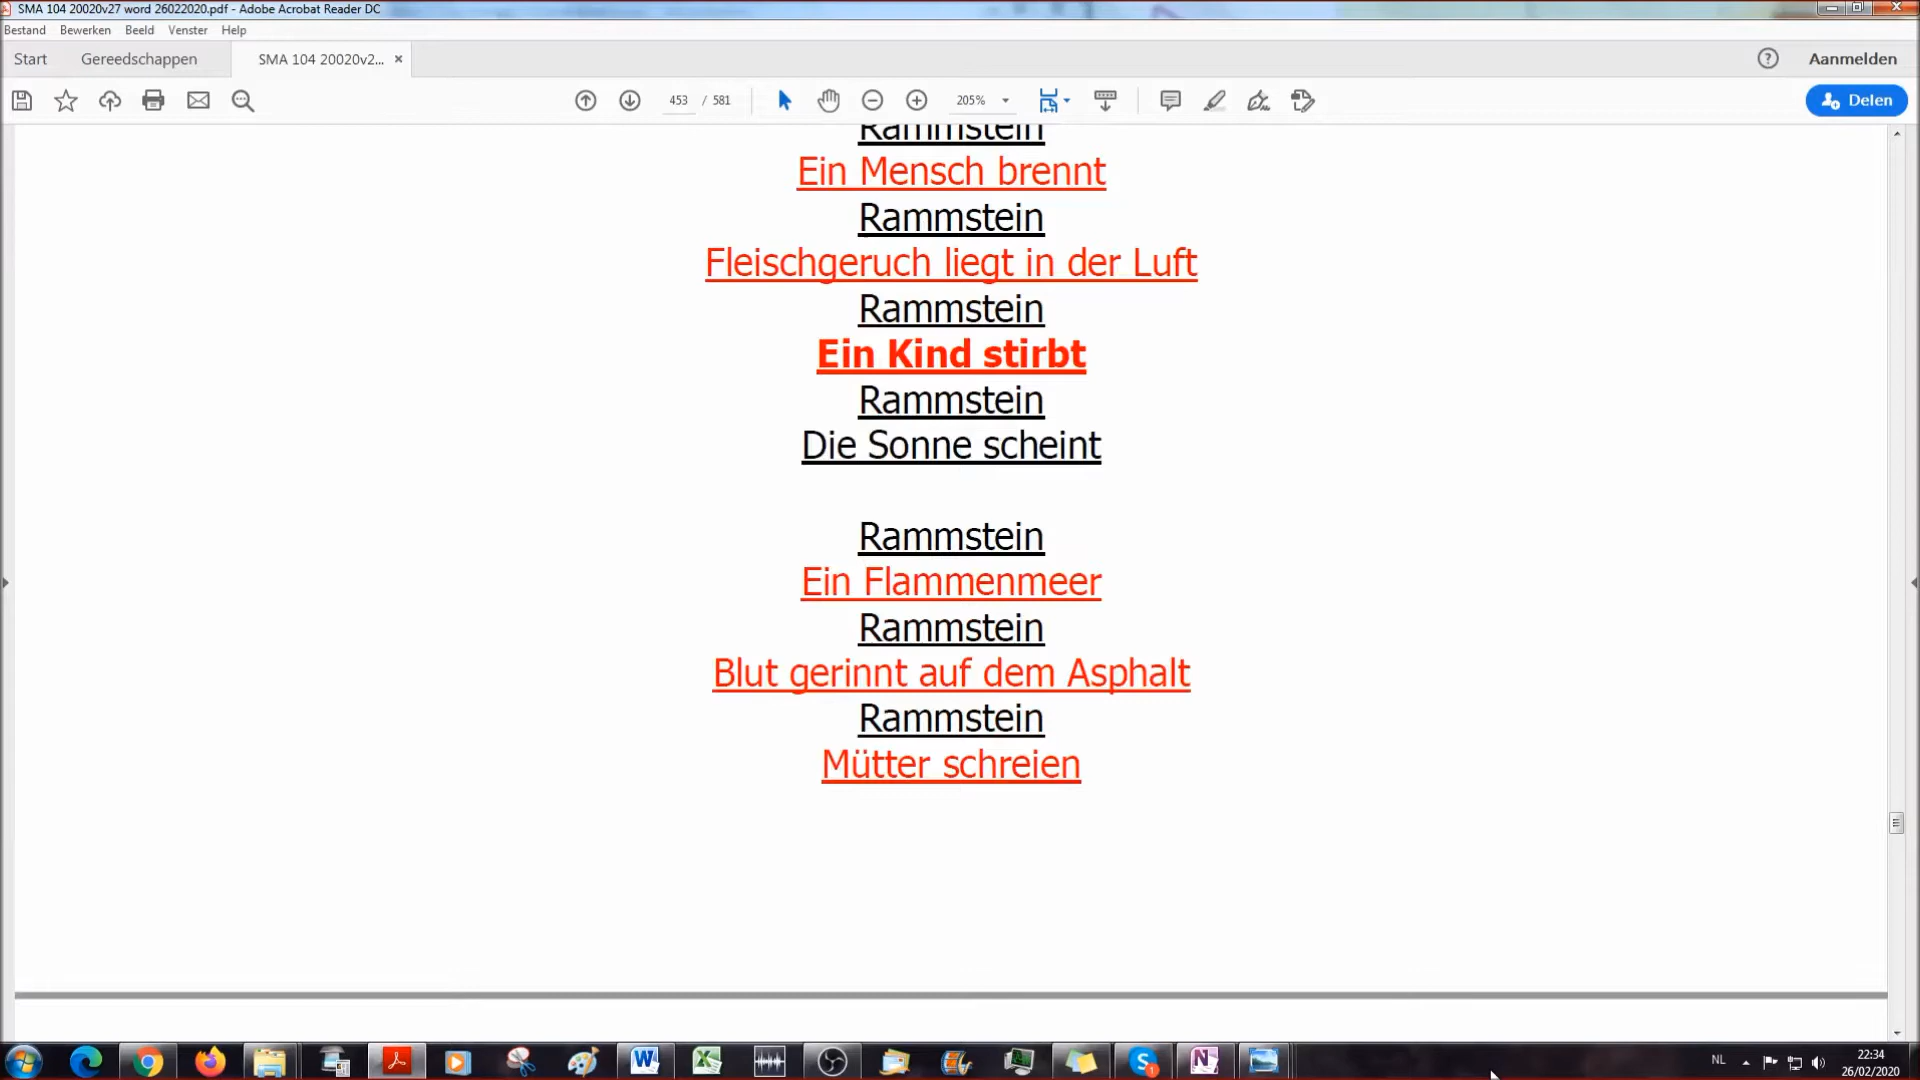 SMA 104 20020v27 word 26022020.pdf - Adobe Acrobat Reader DC
Bestand Bewerken Beeld Venster Help
Start Gereedschappen SMA 104 20020v2... × Aanmelden
453 / 581 205% Delen
Rammstein
Ein Mensch brennt
Rammstein
Fleischgeruch liegt in der Luft
Rammstein
Ein Kind stirbt
Rammstein
Die Sonne scheint
Rammstein
Ein Flammenmeer
Rammstein
Blut gerinnt auf dem Asphalt
Rammstein
Mütter schreien
NL 22:34
26/02/2020